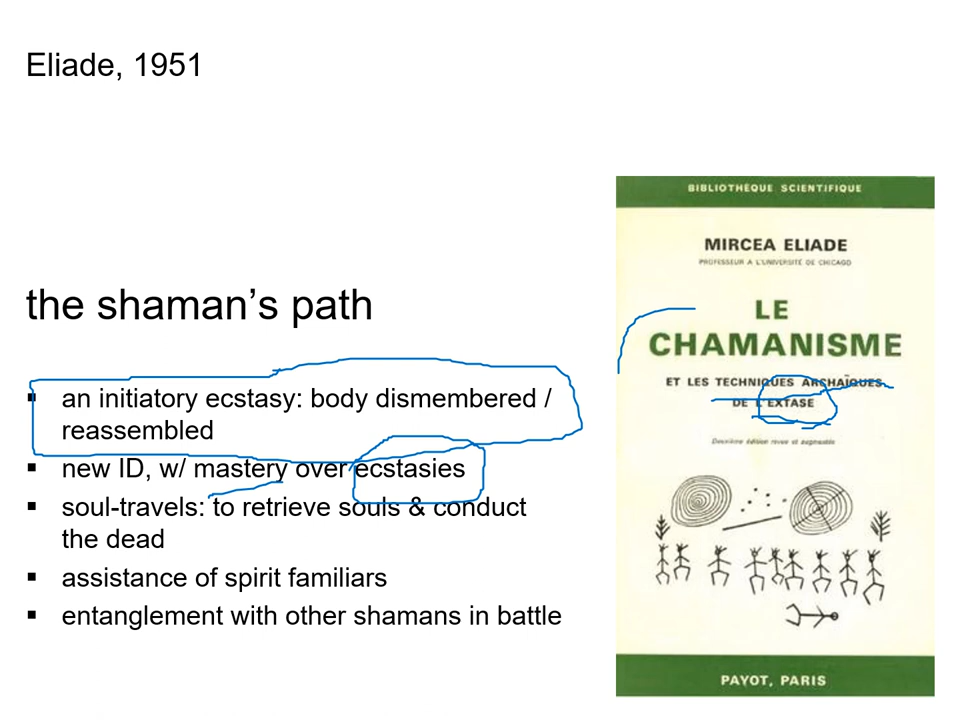 Eliade, 1951
the shaman's path
▪ an initiatory ecstasy: body dismembered /
reassembled
▪ new ID, w/ mastery over ecstasies
▪ soul-travels: to retrieve souls & conduct
the dead
▪ assistance of spirit familiars
▪ entanglement with other shamans in battle
BIBLIOTHÈQUE SCIENTIFIQUE
MIRCEA ELIADE
PROFESSEUR A L'UNIVERSITÉ DE CHICAGO
LE
CHAMANISME
ET LES TECHNIQUES ARCHAÏQUES
DE L'EXTASE
Deuxième édition revue et augmentée
PAYOT, PARIS